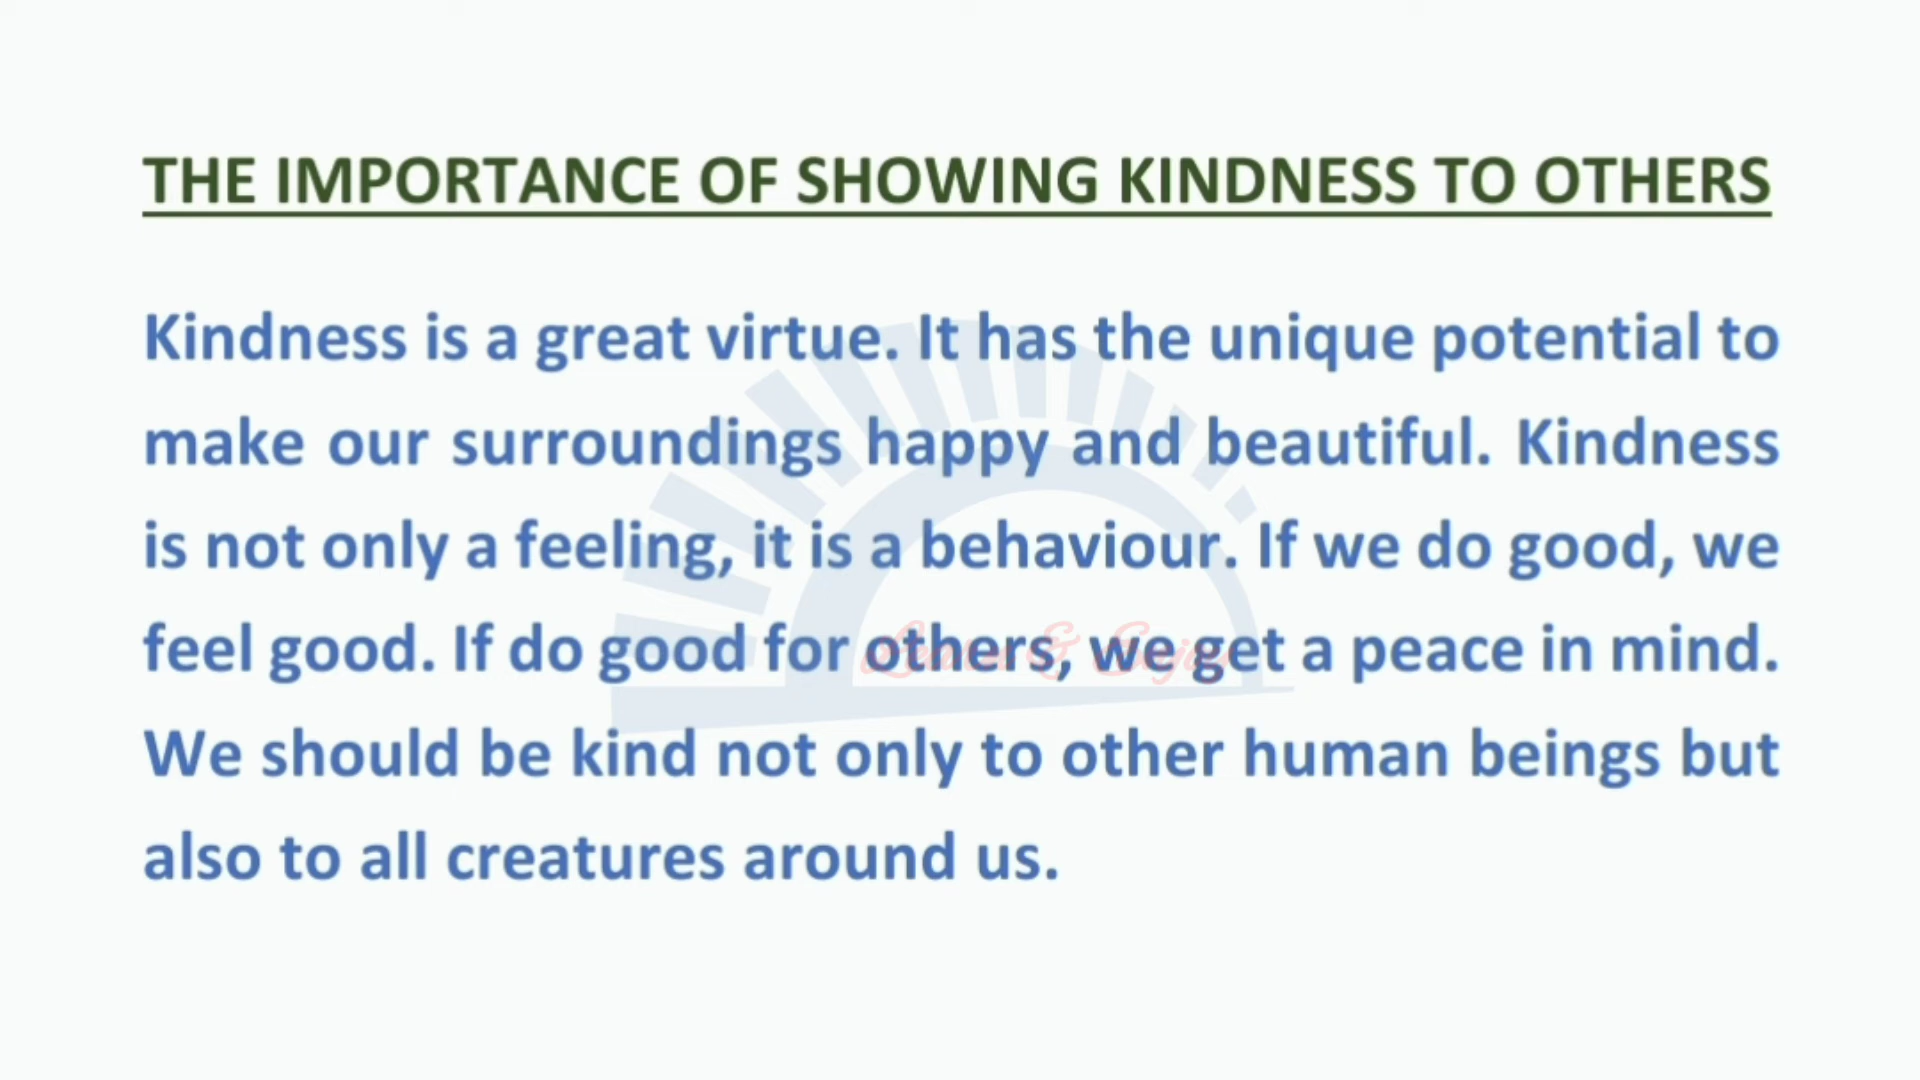 THE IMPORTANCE OF SHOWING KINDNESS TO OTHERS
Kindness is a great virtue. It has the unique potential to
make our surroundings happy and beautiful. Kindness
is not only a feeling, it is a behaviour. If we do good, we
feel good. If do good for others, we get a peace in mind.
We should be kind not only to other human beings but
also to all creatures around us.
Learn & Enjoy